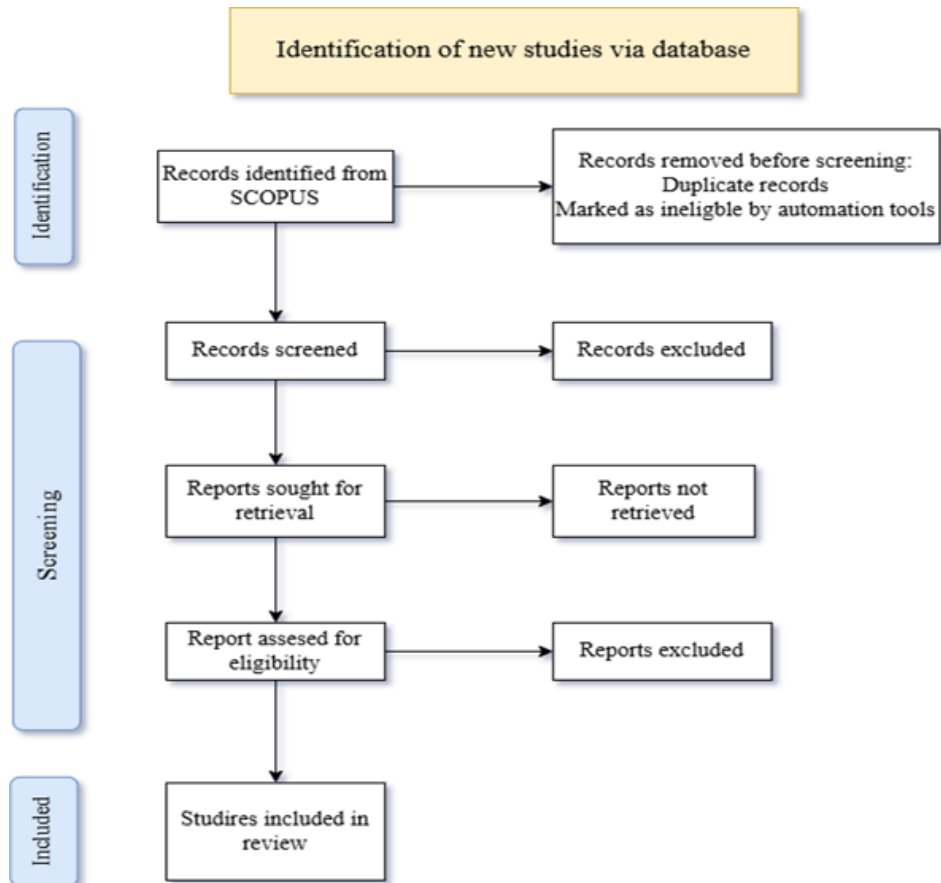 Identification of new studies via database
Identification
Records identified from
SCOPUS
Records removed before screening:
Duplicate records
Marked as ineligble by automation tools
Screening
Records screened
Records excluded
Reports sought for
retrieval
Reports not
retrieved
Report assesed for
eligibility
Reports excluded
Included
Studires included in
review